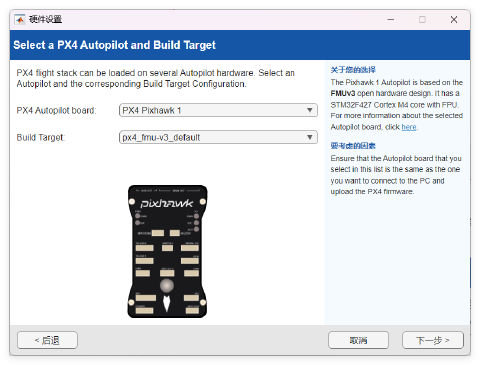 硬件设置
Select a PX4 Autopilot and Build Target
PX4 flight stack can be loaded on several Autopilot hardware. Select an
Autopilot and the corresponding Build Target Configuration.
PX4 Autopilot board:
PX4 Pixhawk 1
Build Target:
px4_fmu-v3_default
pixhawk
关于您的选择
The Pixhawk 1 Autopilot is based on the
FMUv3 open hardware design. It has a
STM32F427 Cortex M4 core with FPU.
For more information about the selected
Autopilot board, click here.
要考虑的因素
Ensure that the Autopilot board that you
select in this list is the same as the one
you want to connect to the PC and
upload the PX4 firmware.
< 后退
取消
下一步 >